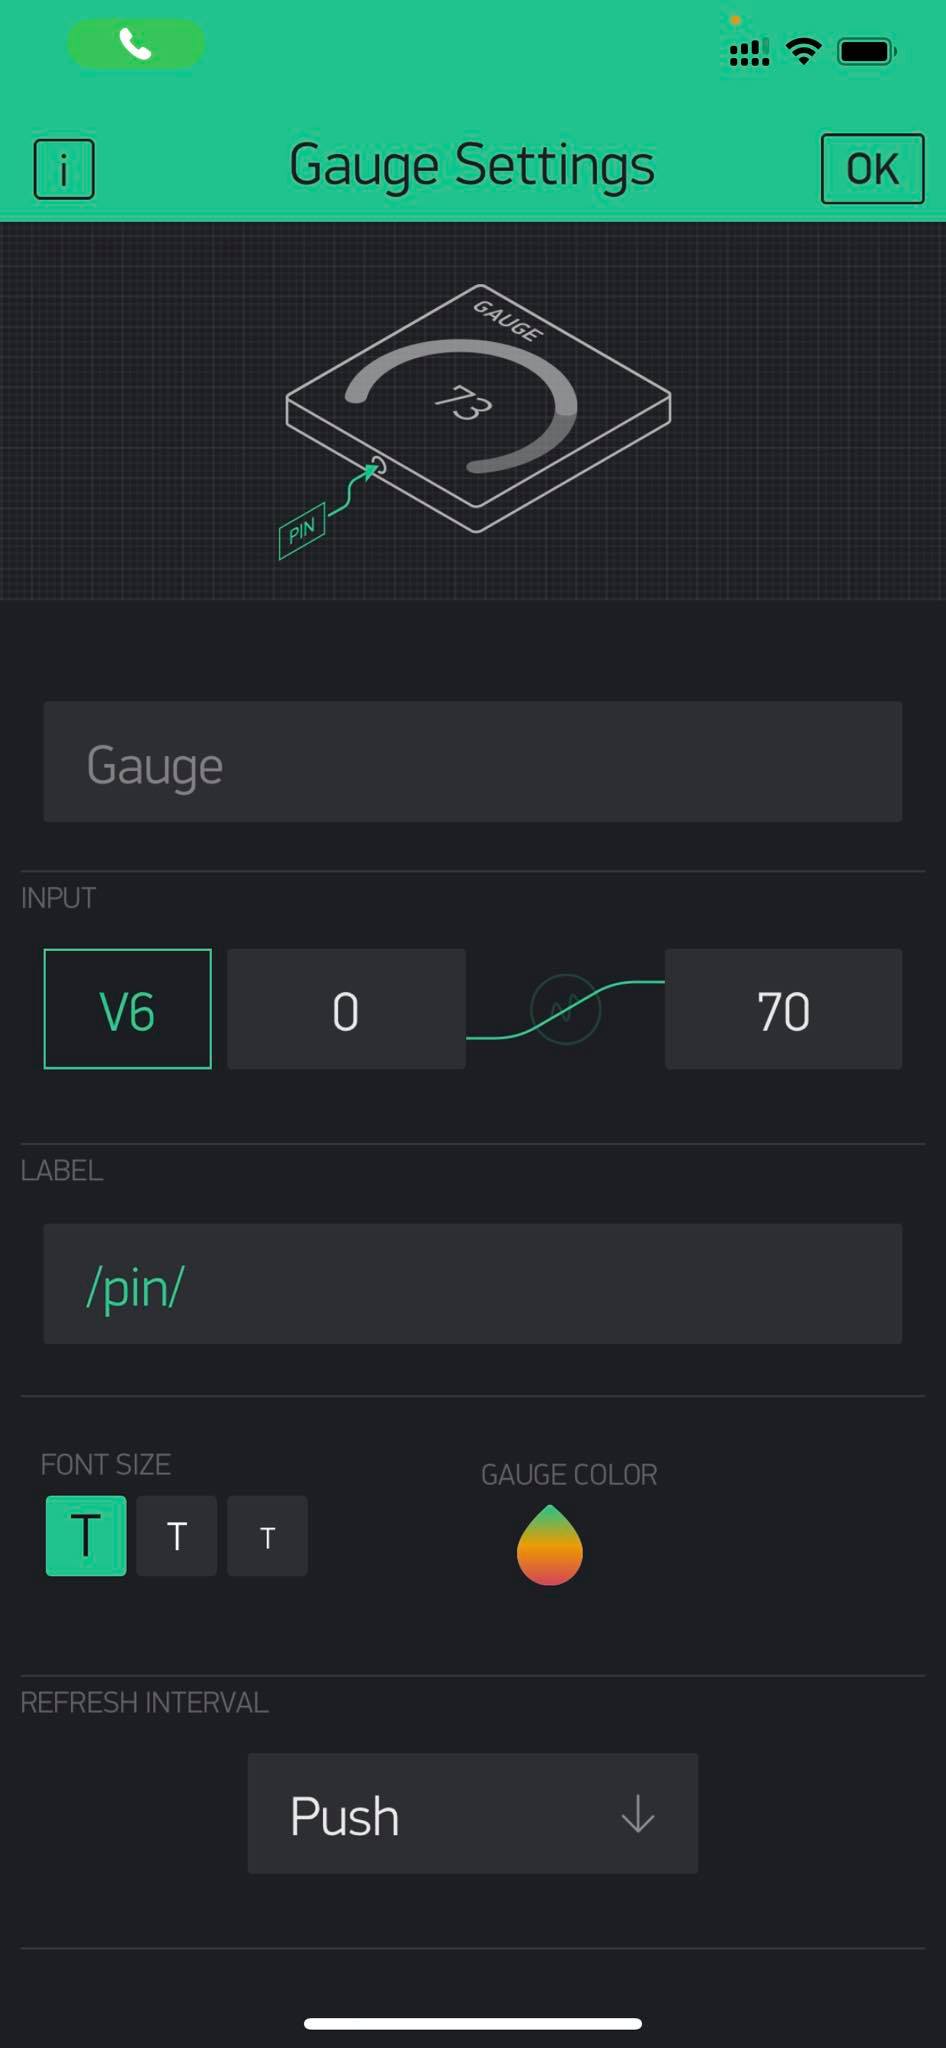 i
Gauge Settings
OK
GAUGE
73
PIN
Gauge
INPUT
V6
0
70
LABEL
/pin/
FONT SIZE
GAUGE COLOR
T
T
T
REFRESH INTERVAL
Push